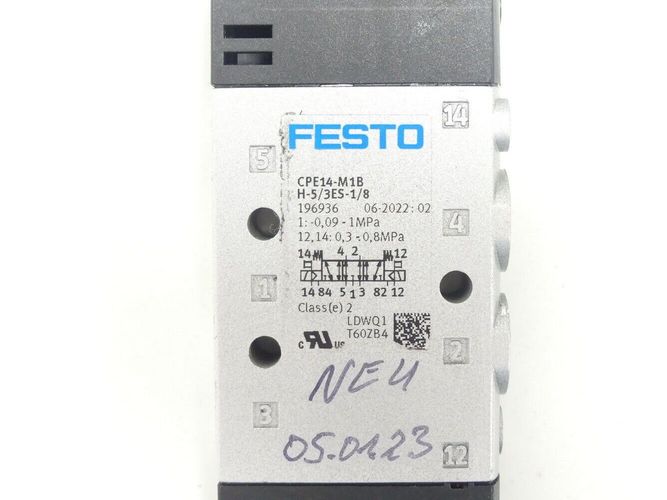 14
FESTO
5
CPE14-M1B
H-5/3ES-1/8
196936 06-2022: 02
1: -0,09 - 1MPa
12,14: 0,3 - 0,8MPa
4
14 4 2 12
14 84 5 1 3 82 12
1
Class(e) 2
LDWQ1
T60ZB4
c RU US
2
NEU
3
05.01.23
12